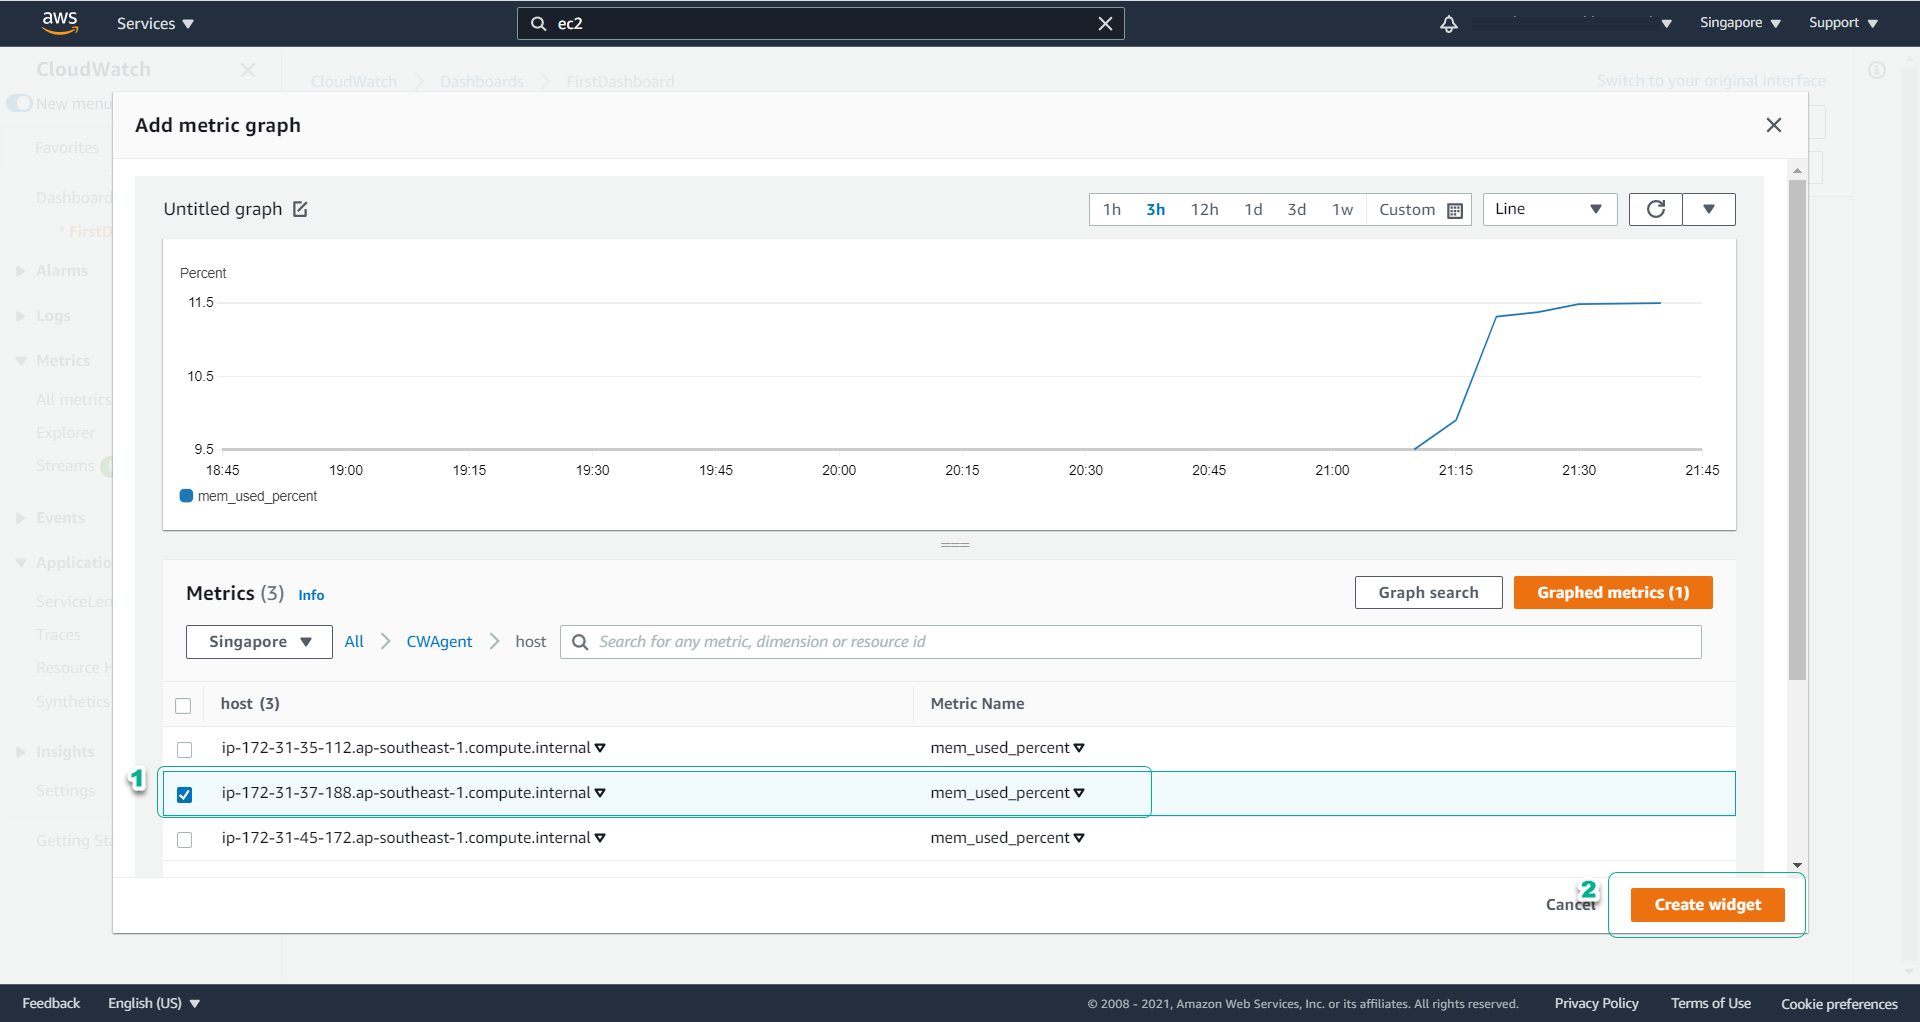 aws Services ec2 Singapore Support
CloudWatch
CloudWatch Dashboards FirstDashboard Switch to your original interface
New menu
Favorites
Dashboard
* FirstD
Alarms
Logs
Metrics
All metrics
Explorer
Streams
Events
Applicatio
ServiceLen
Traces
Resource H
Synthetics
Insights
Settings
Getting Sta
Add metric graph
Untitled graph 1h 3h 12h 1d 3d 1w Custom Line
Percent
11.5
10.5
9.5
18:45 19:00 19:15 19:30 19:45 20:00 20:15 20:30 20:45 21:00 21:15 21:30 21:45
mem_used_percent
Metrics (3) Info Graph search Graphed metrics (1)
Singapore All CWAgent host Search for any metric, dimension or resource id
host (3) Metric Name
ip-172-31-35-112.ap-southeast-1.compute.internal mem_used_percent
1
ip-172-31-37-188.ap-southeast-1.compute.internal mem_used_percent
ip-172-31-45-172.ap-southeast-1.compute.internal mem_used_percent
2
Cancel Create widget
Feedback English (US) © 2008 - 2021, Amazon Web Services, Inc. or its affiliates. All rights reserved. Privacy Policy Terms of Use Cookie preferences